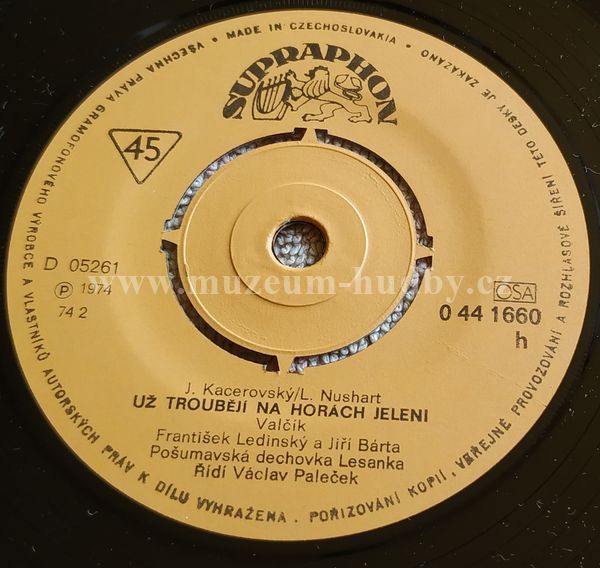 VŠECHNA PRÁVA GRAMOFONOVÉHO VÝROBCE A VLASTNÍKŮ AUTORSKÝCH PRÁV K DÍLU VYHRAŽENA. POŘIZOVÁNÍ KOPIÍ, VEŘEJNÉ PROVOZOVÁNÍ A ROZHLASOVÉ ŠÍŘENÍ TÉTO DESKY JE ZAKÁZÁNO • MADE IN CZECHOSLOVAKIA •
SUPRAPHON
45
D 05261
℗ 1974
74 2
OSA
0 44 1660
h
www.muzeum-hudby.cz
J. Kacerovský/L. Nushart
UŽ TROUBĚJÍ NA HORÁCH JELENI
Valčík
František Ledinský a Jiří Bárta
Pošumavská dechovka Lesanka
Řídí Václav Paleček